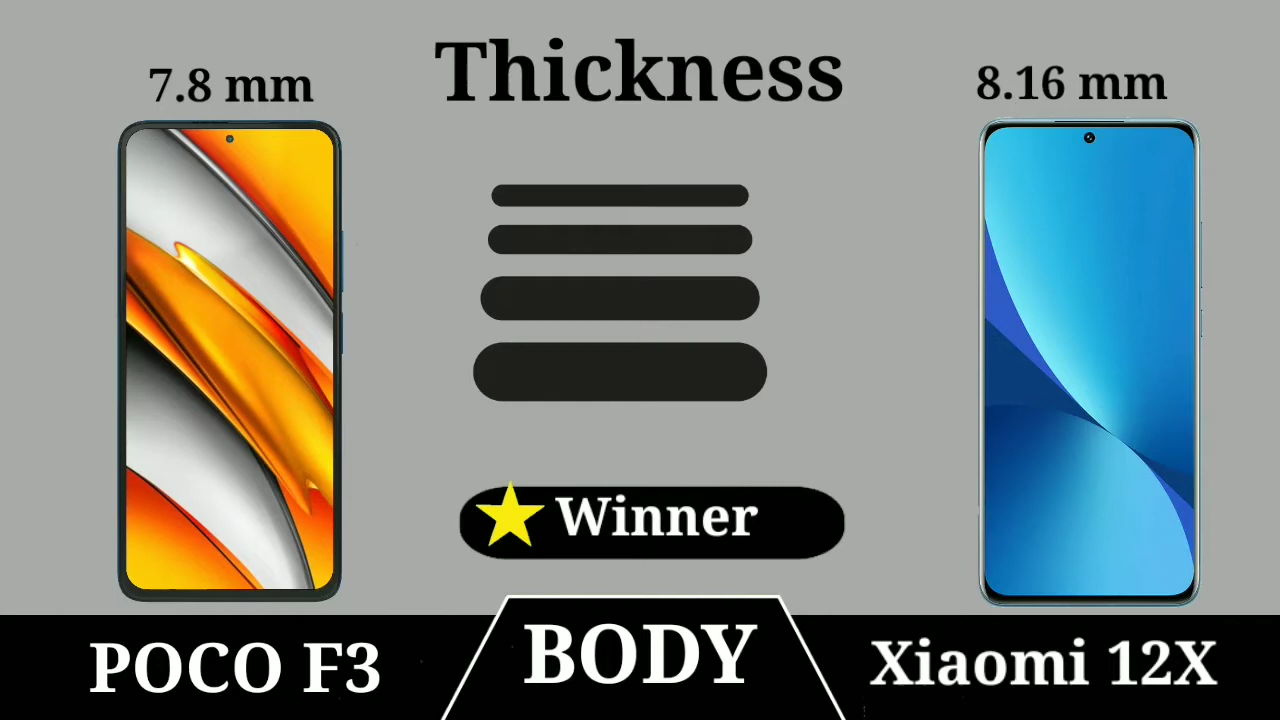 Thickness
7.8 mm
8.16 mm
Winner
POCO F3
BODY
Xiaomi 12X